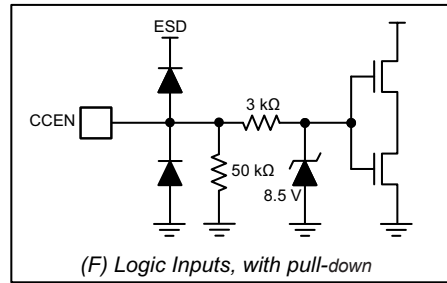 ESD
CCEN
3 kΩ
50 kΩ
8.5 V
(F) Logic Inputs, with pull-down